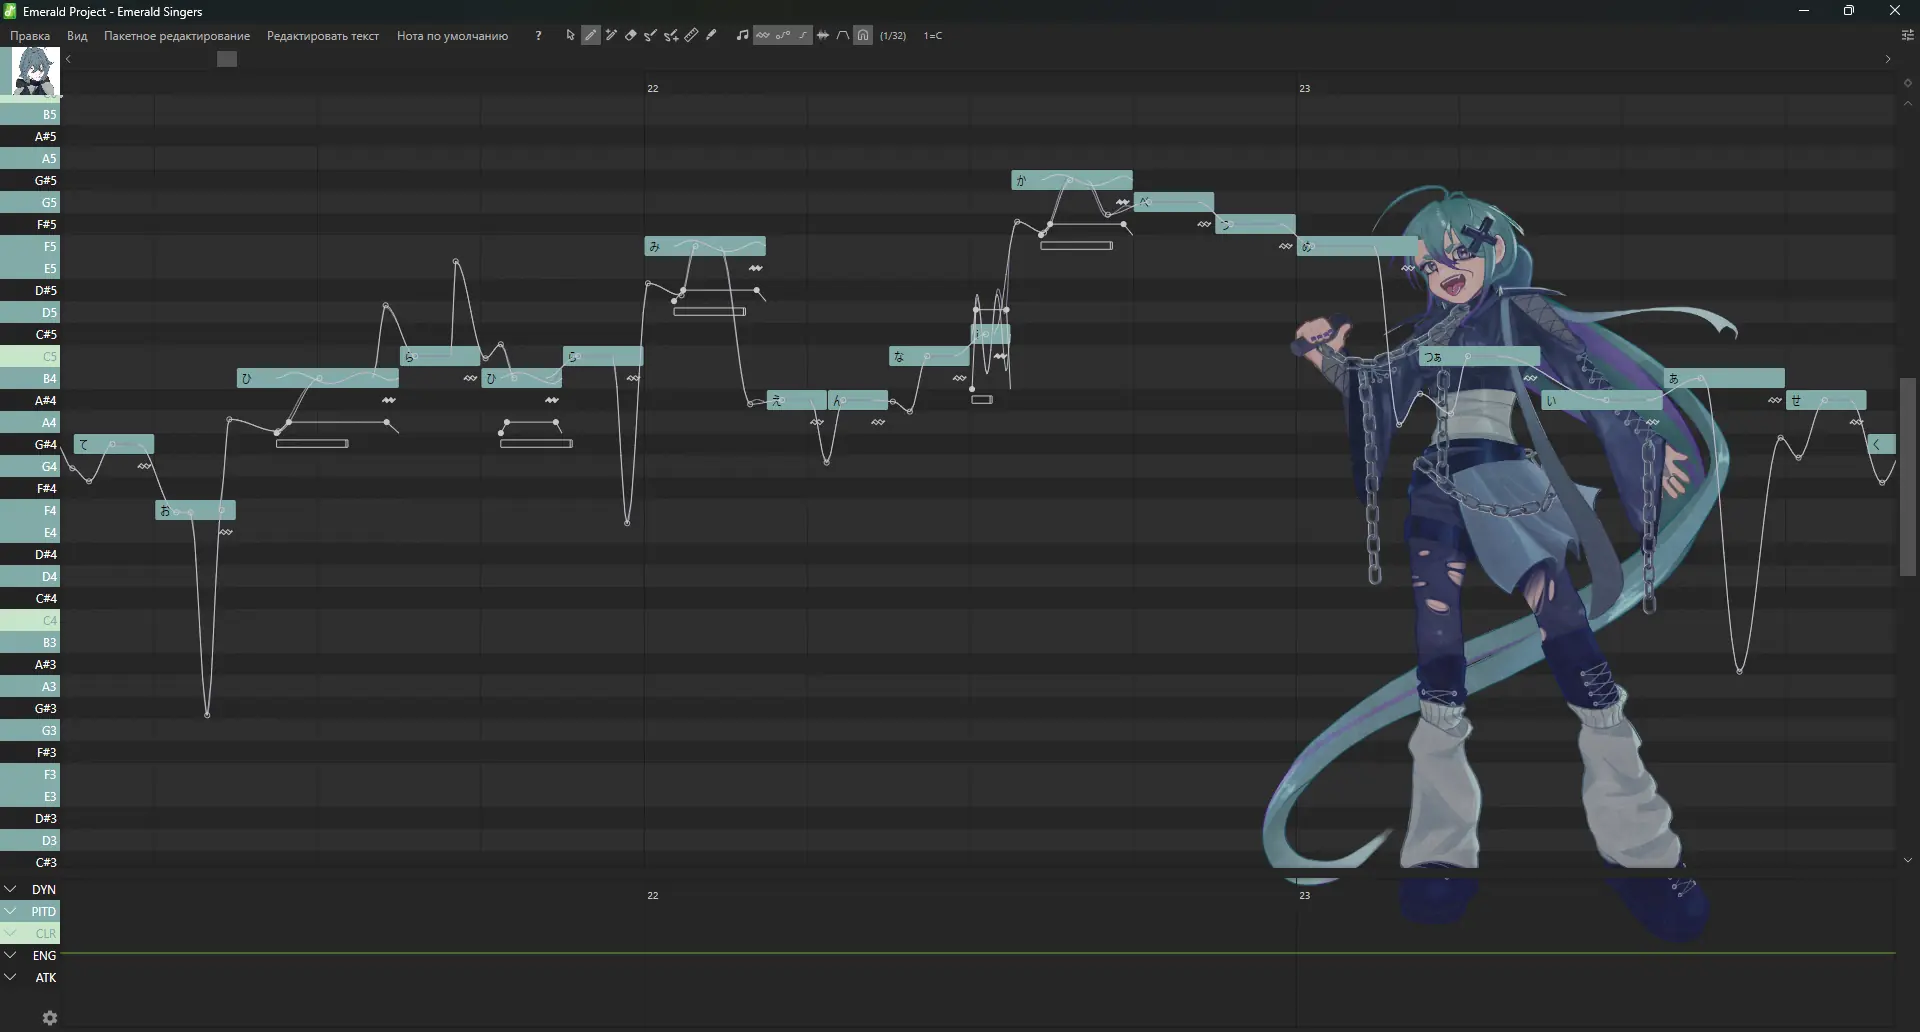 Emerald Project - Emerald Singers
Правка Вид Пакетное редактирование Редактировать текст Нота по умолчанию ? (1/32) 1=C
22 23
B5
A#5
A5
G#5 か
G5 べ
F#5 つ
F5 み め
E5
D#5
D5
C#5
C5 ら ら な つぁ
B4 ひ ひ あ
A#4 え ん い せ
A4
G#4 て く
G4
F#4
F4 お
E4
D#4
D4
C#4
C4
B3
A#3
A3
G#3
G3
F#3
F3
E3
D#3
D3
C#3
DYN 22 23
PITD
CLR
ENG
ATK